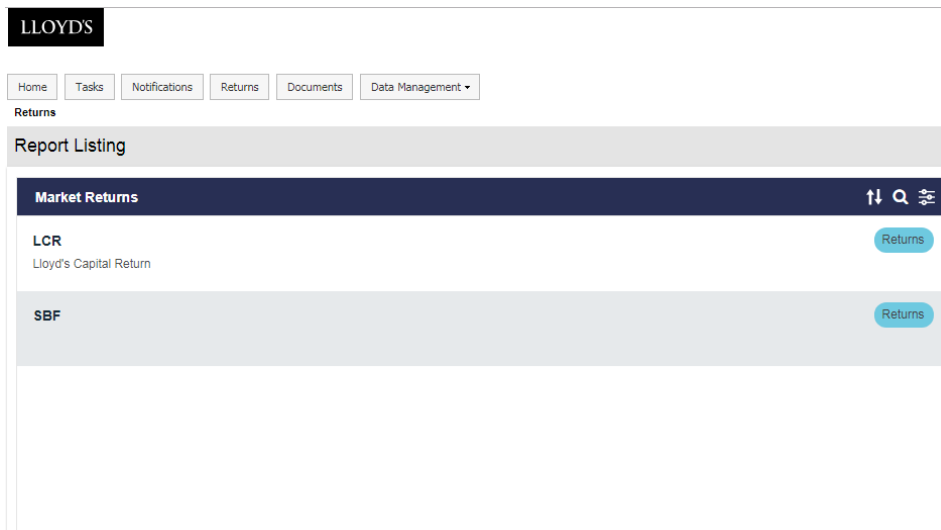 LLOYD'S
Home Tasks Notifications Returns Documents Data Management
Returns
Report Listing
Market Returns
LCR Returns
Lloyd's Capital Return
SBF Returns